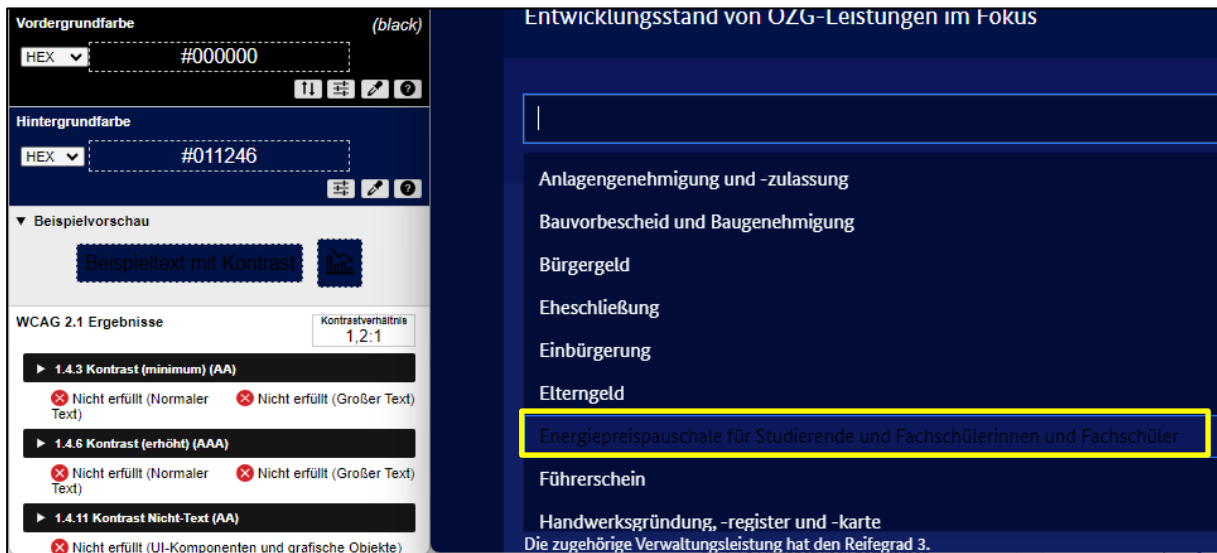 Vordergrundfarbe (black)
HEX #000000
Hintergrundfarbe
HEX #011246
▼ Beispielvorschau
Beispieltext mit Kontrast
WCAG 2.1 Ergebnisse
Kontrastverhältnis
1,2:1
▶ 1.4.3 Kontrast (minimum) (AA)
Nicht erfüllt (Normaler Text)
Nicht erfüllt (Großer Text)
▶ 1.4.6 Kontrast (erhöht) (AAA)
Nicht erfüllt (Normaler Text)
Nicht erfüllt (Großer Text)
▶ 1.4.11 Kontrast Nicht-Text (AA)
Nicht erfüllt (UI-Komponenten und grafische Objekte)
Entwicklungsstand von OZG-Leistungen im Fokus
Anlagengenehmigung und -zulassung
Bauvorbescheid und Baugenehmigung
Bürgergeld
Eheschließung
Einbürgerung
Elterngeld
Energiepreispauschale für Studierende und Fachschülerinnen und Fachschüler
Führerschein
Handwerksgründung, -register und -karte
Die zugehörige Verwaltungsleistung hat den Reifegrad 3.